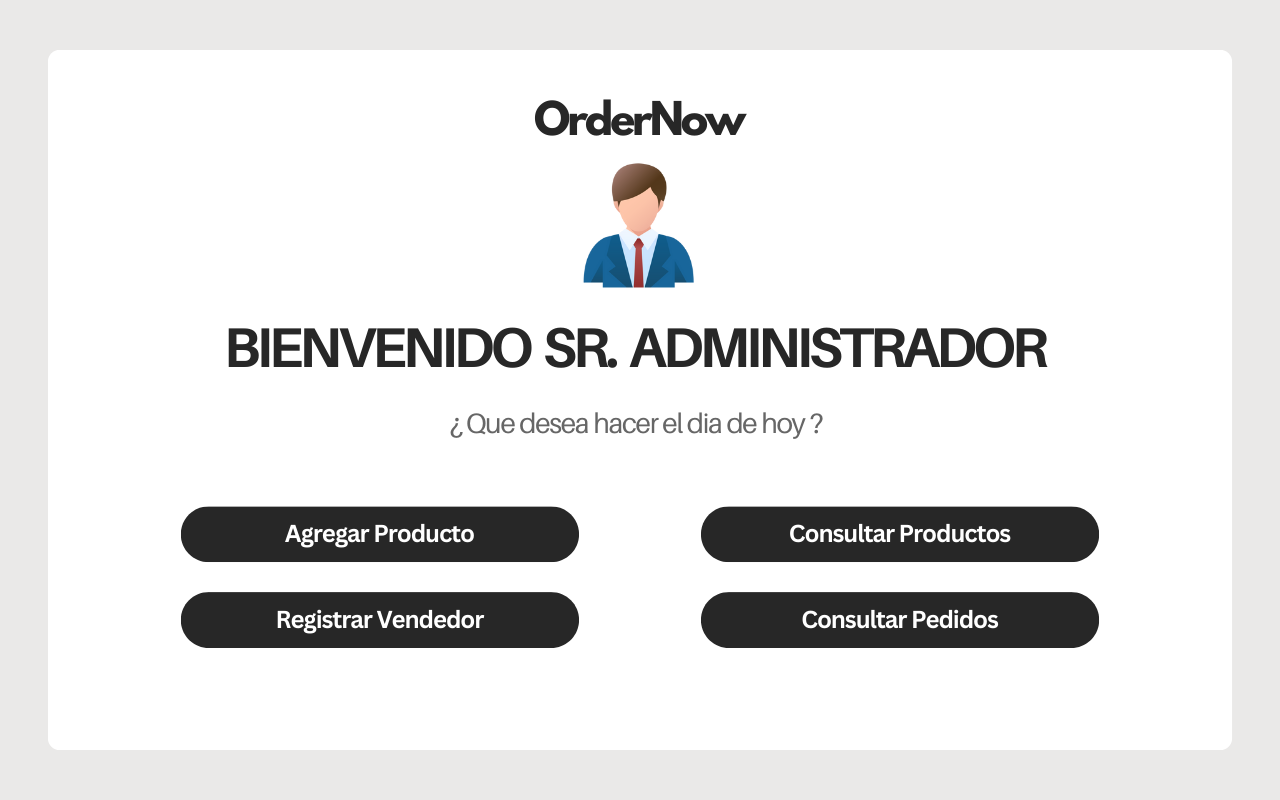 OrderNow
BIENVENIDO SR. ADMINISTRADOR
¿ Que desea hacer el dia de hoy ?
Agregar Producto
Consultar Productos
Registrar Vendedor
Consultar Pedidos